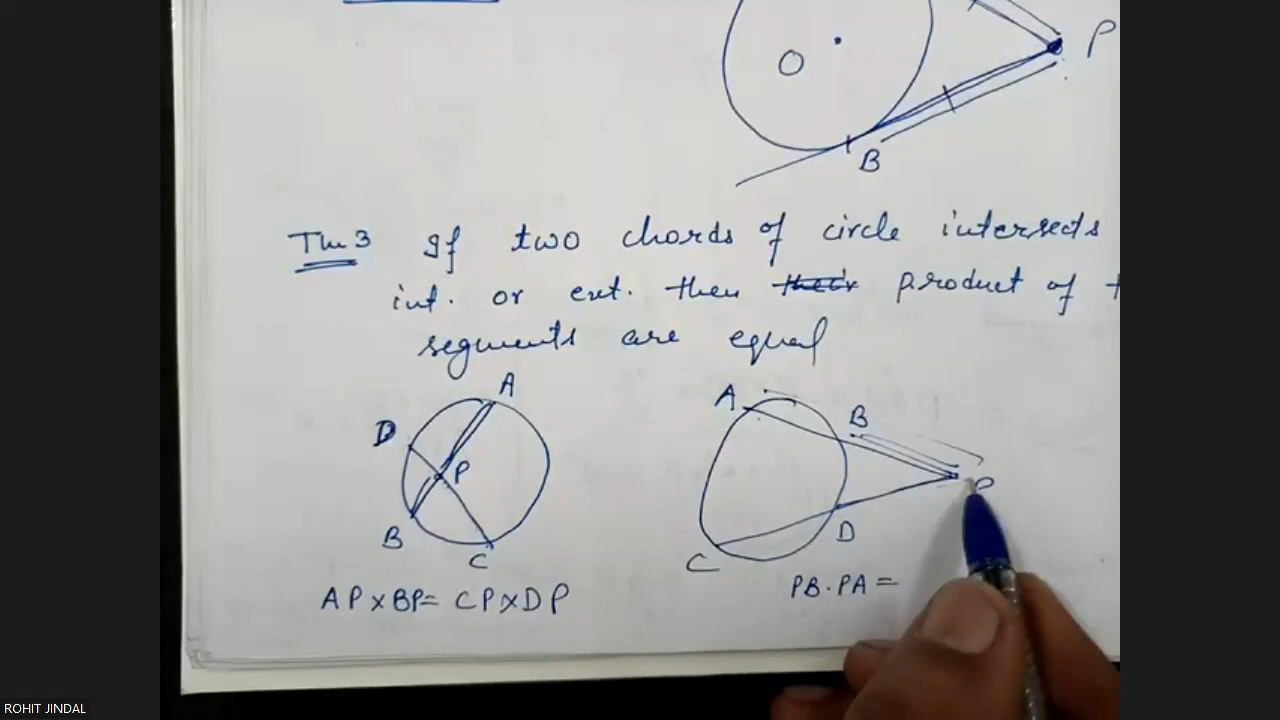 O
P
B
Thm 3 If two chords of circle intersects
int. or ext. then their product of
segments are equal
A
D
P
B
C
AP x BP = CP x DP
A
B
P
D
C
PB . PA =
ROHIT JINDAL